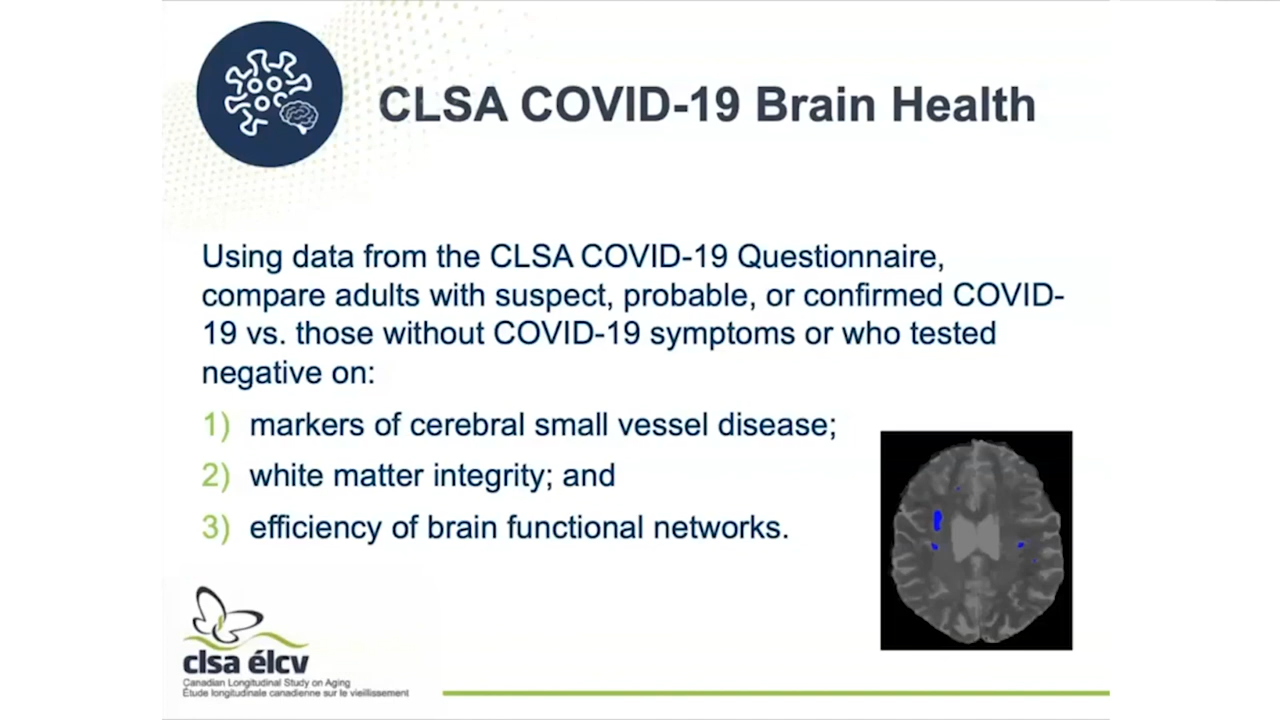 CLSA COVID-19 Brain Health
Using data from the CLSA COVID-19 Questionnaire,
compare adults with suspect, probable, or confirmed COVID-
19 vs. those without COVID-19 symptoms or who tested
negative on:
1) markers of cerebral small vessel disease;
2) white matter integrity; and
3) efficiency of brain functional networks.
clsa élcv
Canadian Longitudinal Study on Aging
Étude longitudinale canadienne sur le vieillissement